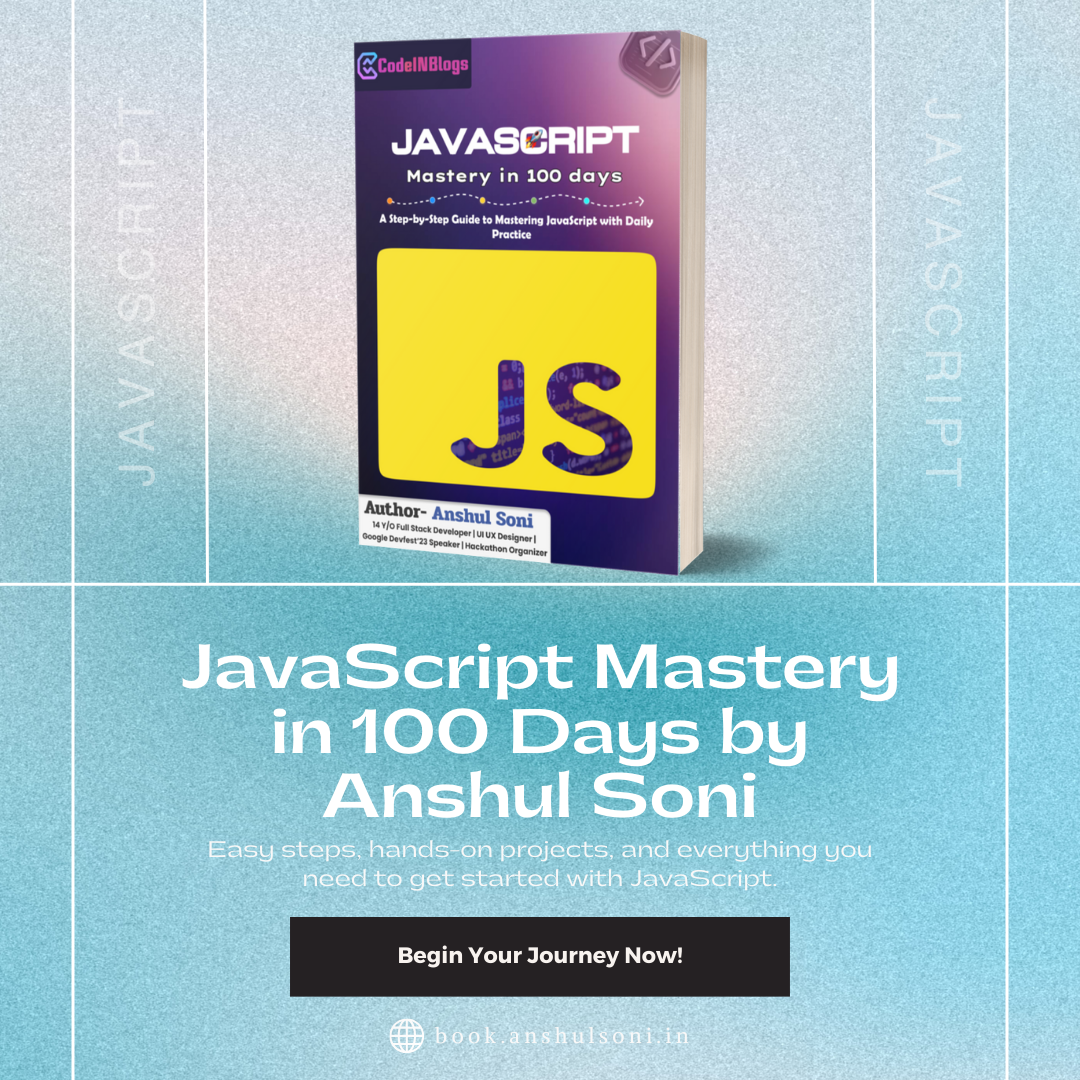 CodeINBlogs
</>
JAVASCRIPT
Mastery in 100 days
A Step-by-Step Guide to Mastering JavaScript with Daily
Practice
JS
Author- Anshul Soni
14 Y/O Full Stack Developer | UI UX Designer |
Google Devfest'23 Speaker | Hackathon Organizer
JAVASCRIPT
JAVASCRIPT
JavaScript Mastery
in 100 Days by
Anshul Soni
Easy steps, hands-on projects, and everything you
need to get started with JavaScript.
Begin Your Journey Now!
book.anshulsoni.in